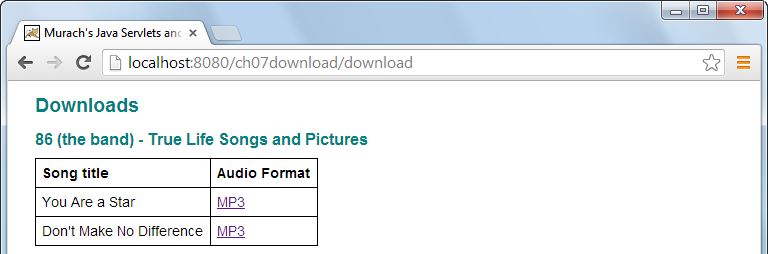 Murach's Java Servlets and
localhost:8080/ch07download/download
Downloads
86 (the band) - True Life Songs and Pictures
Song title Audio Format
You Are a Star MP3
Don't Make No Difference MP3